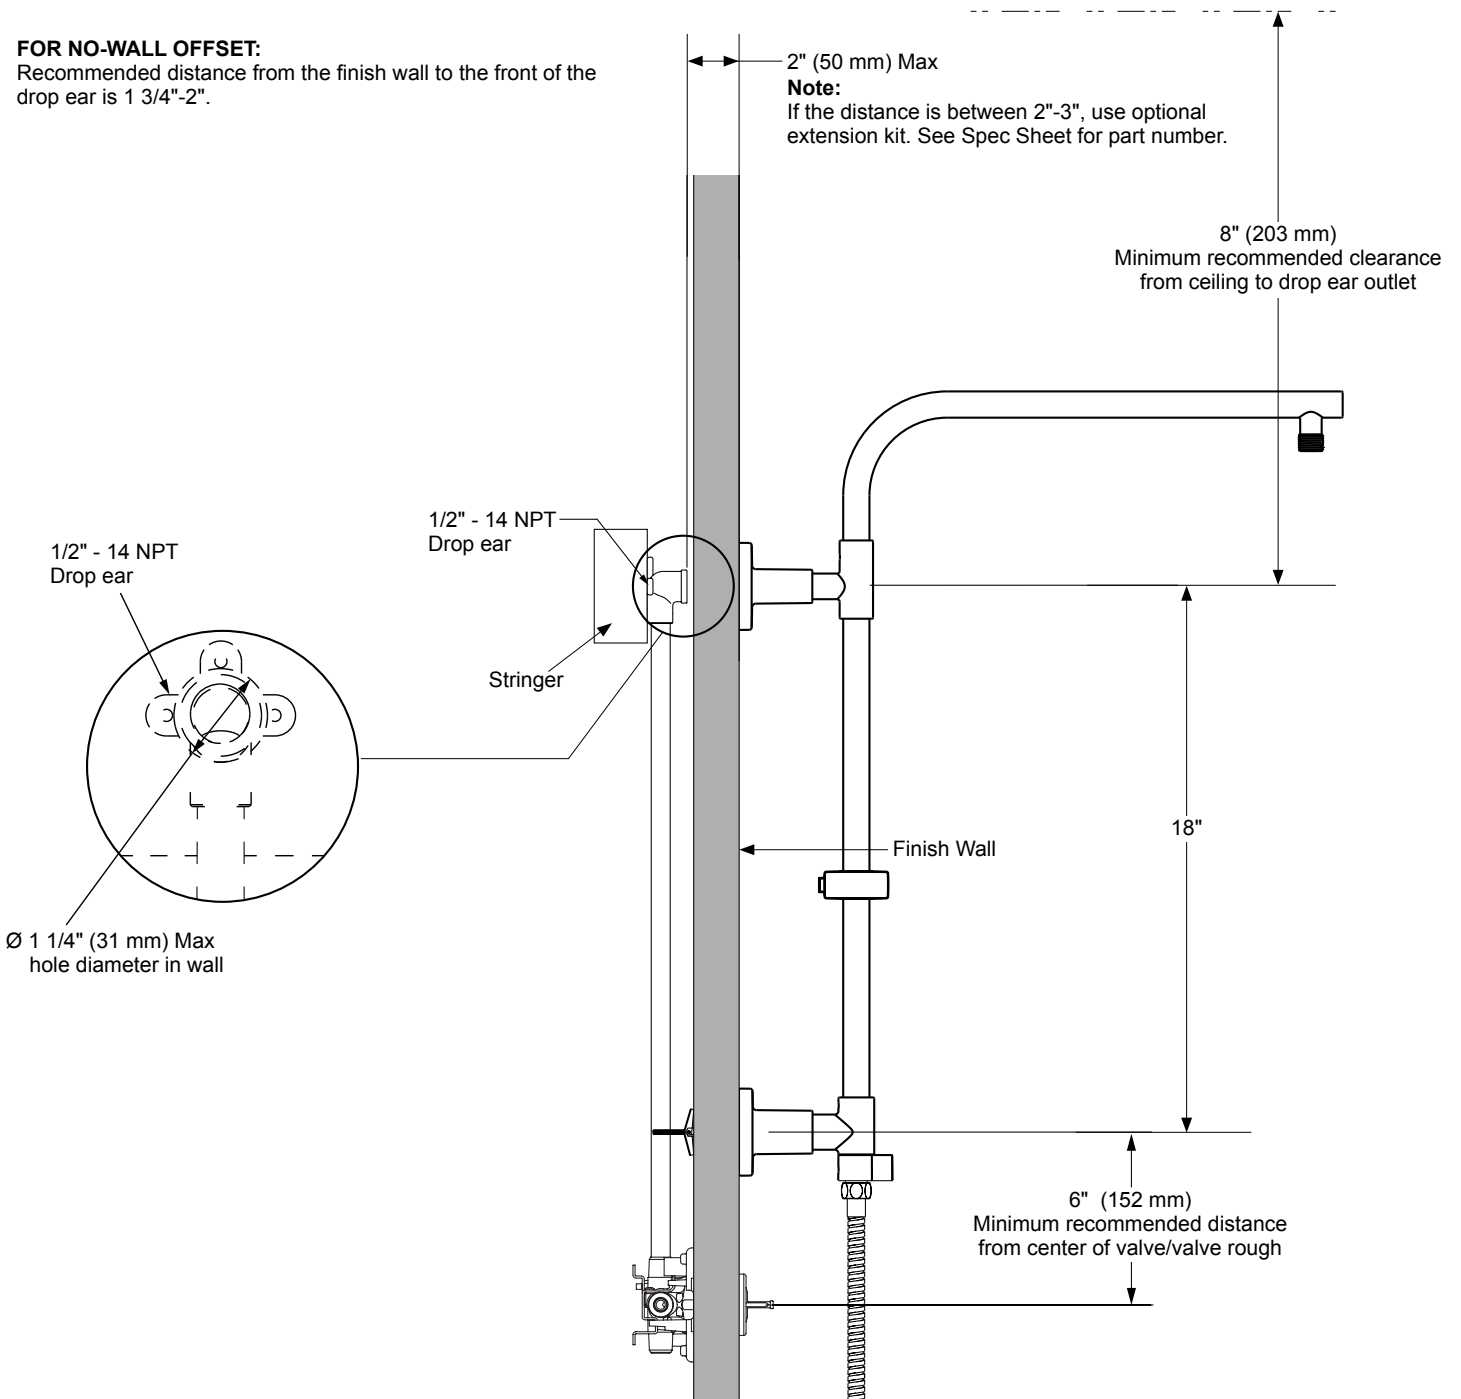 FOR NO-WALL OFFSET:
Recommended distance from the finish wall to the front of the
drop ear is 1 3/4"-2".
2" (50 mm) Max
Note:
If the distance is between 2"-3", use optional
extension kit. See Spec Sheet for part number.
8" (203 mm)
Minimum recommended clearance
from ceiling to drop ear outlet
1/2" - 14 NPT
Drop ear
1/2" - 14 NPT
Drop ear
Stringer
18"
Finish Wall
Ø 1 1/4" (31 mm) Max
hole diameter in wall
6" (152 mm)
Minimum recommended distance
from center of valve/valve rough